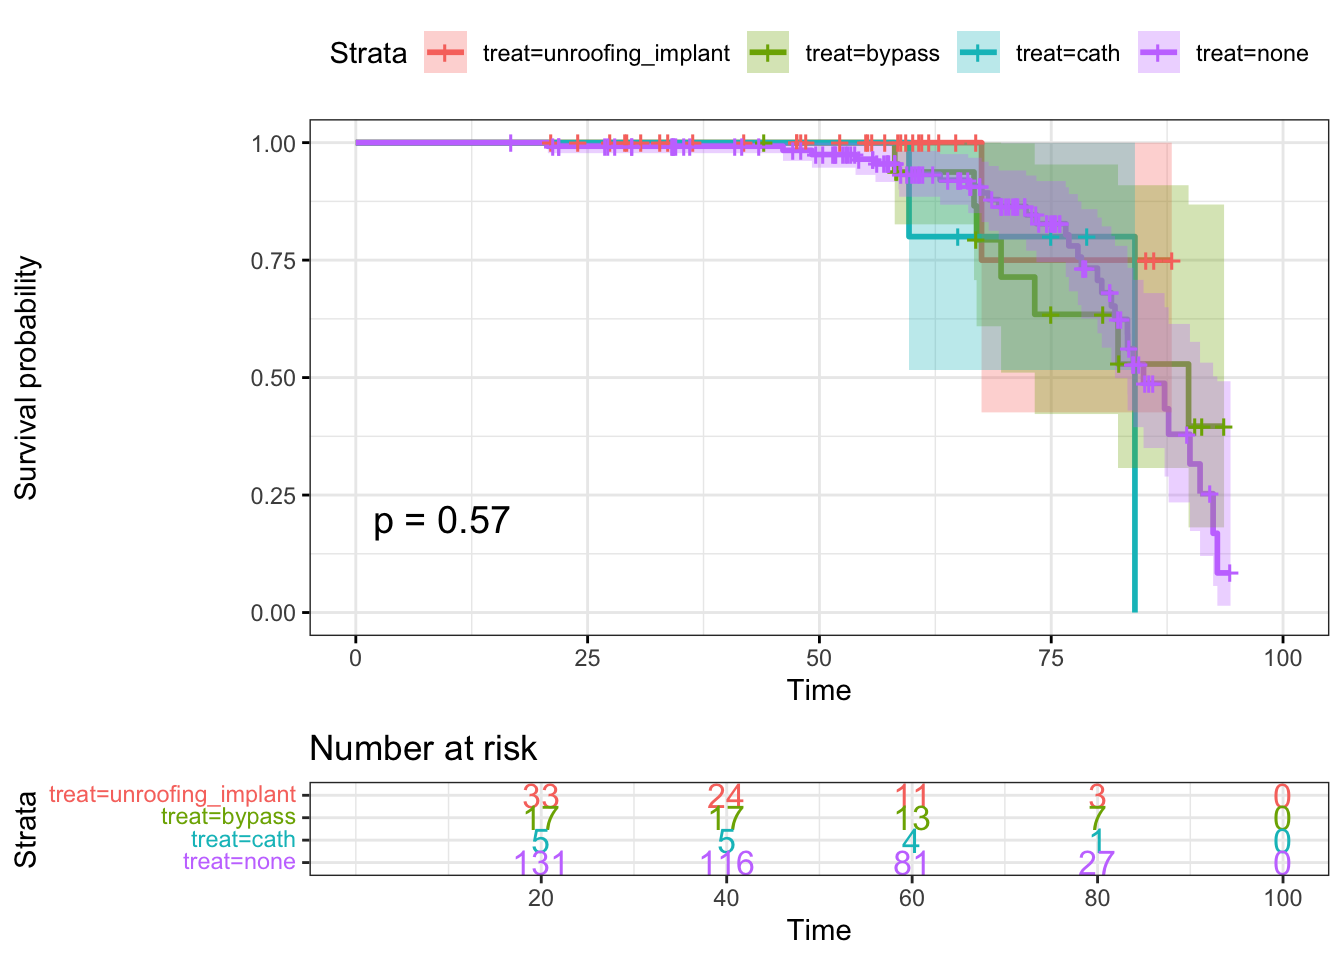 Strata treat=unroofing_implant treat=bypass treat=cath treat=none
Survival probability
1.00
0.75
0.50
0.25
0.00
p = 0.57
0 25 50 75 100
Time
Number at risk
Strata
treat=unroofing_implant 33 24 11 3 0
treat=bypass 17 17 13 7 0
treat=cath 5 5 4 1 0
treat=none 131 116 81 27 0
20 40 60 80 100
Time